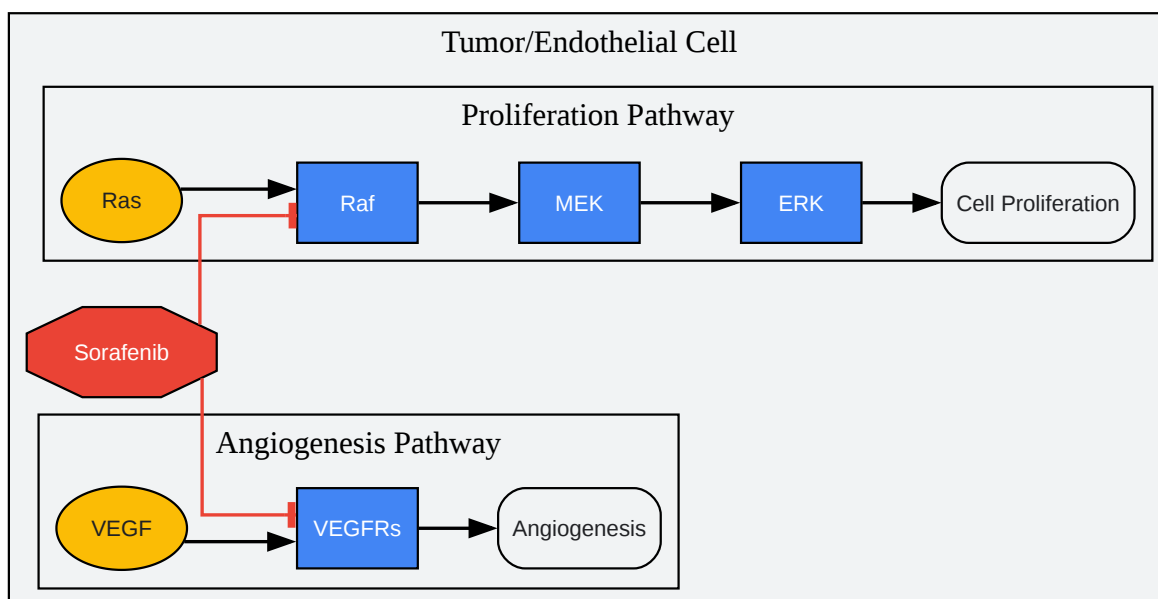 Tumor/Endothelial Cell
Proliferation Pathway
Ras
Raf
MEK
ERK
Cell Proliferation
Sorafenib
Angiogenesis Pathway
VEGF
VEGFRs
Angiogenesis